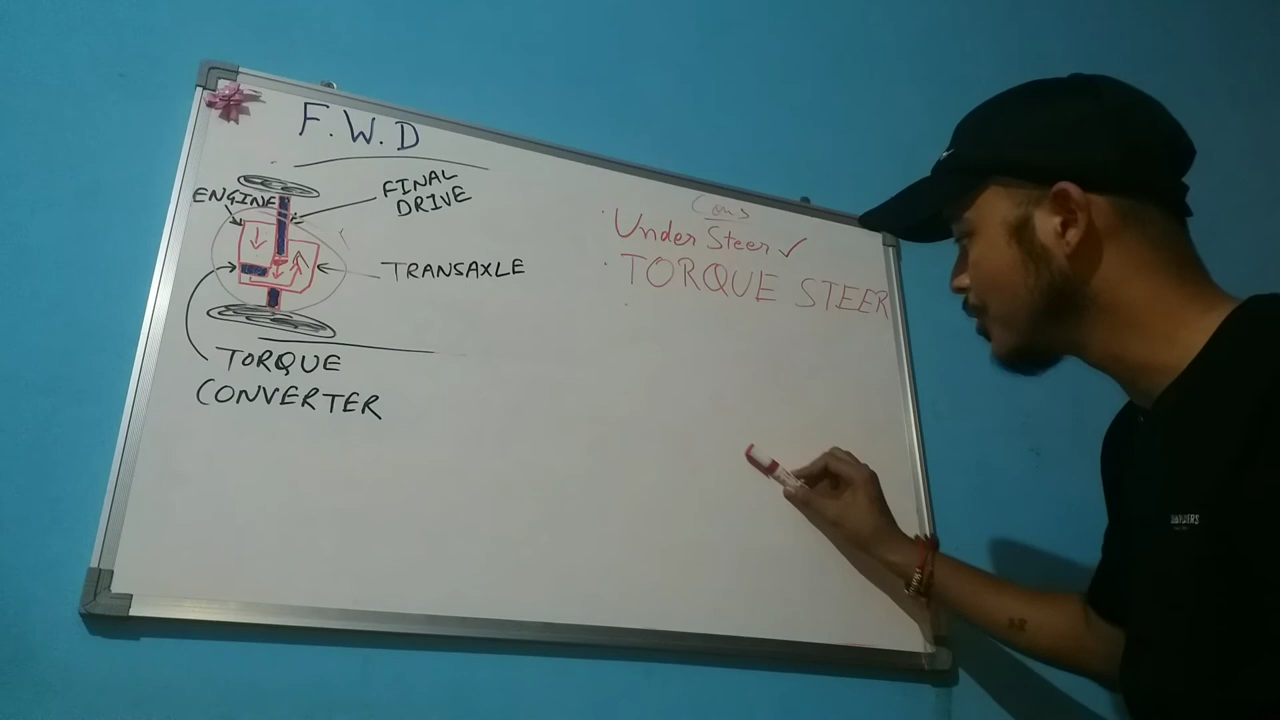 F.W.D
ENGINE
FINAL
DRIVE
TRANSAXLE
TORQUE
CONVERTER
Cons
Under Steer ✓
TORQUE STEER